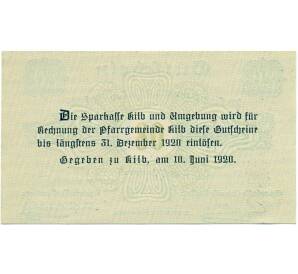 Die Sparkasse Kilb und Umgebung wird für
Rechnung der Pfarrgemeinde Kilb diese Gutscheine
bis längstens 31. Dezember 1920 einlösen.
Gegeben zu Kilb, am 10. Juni 1920.